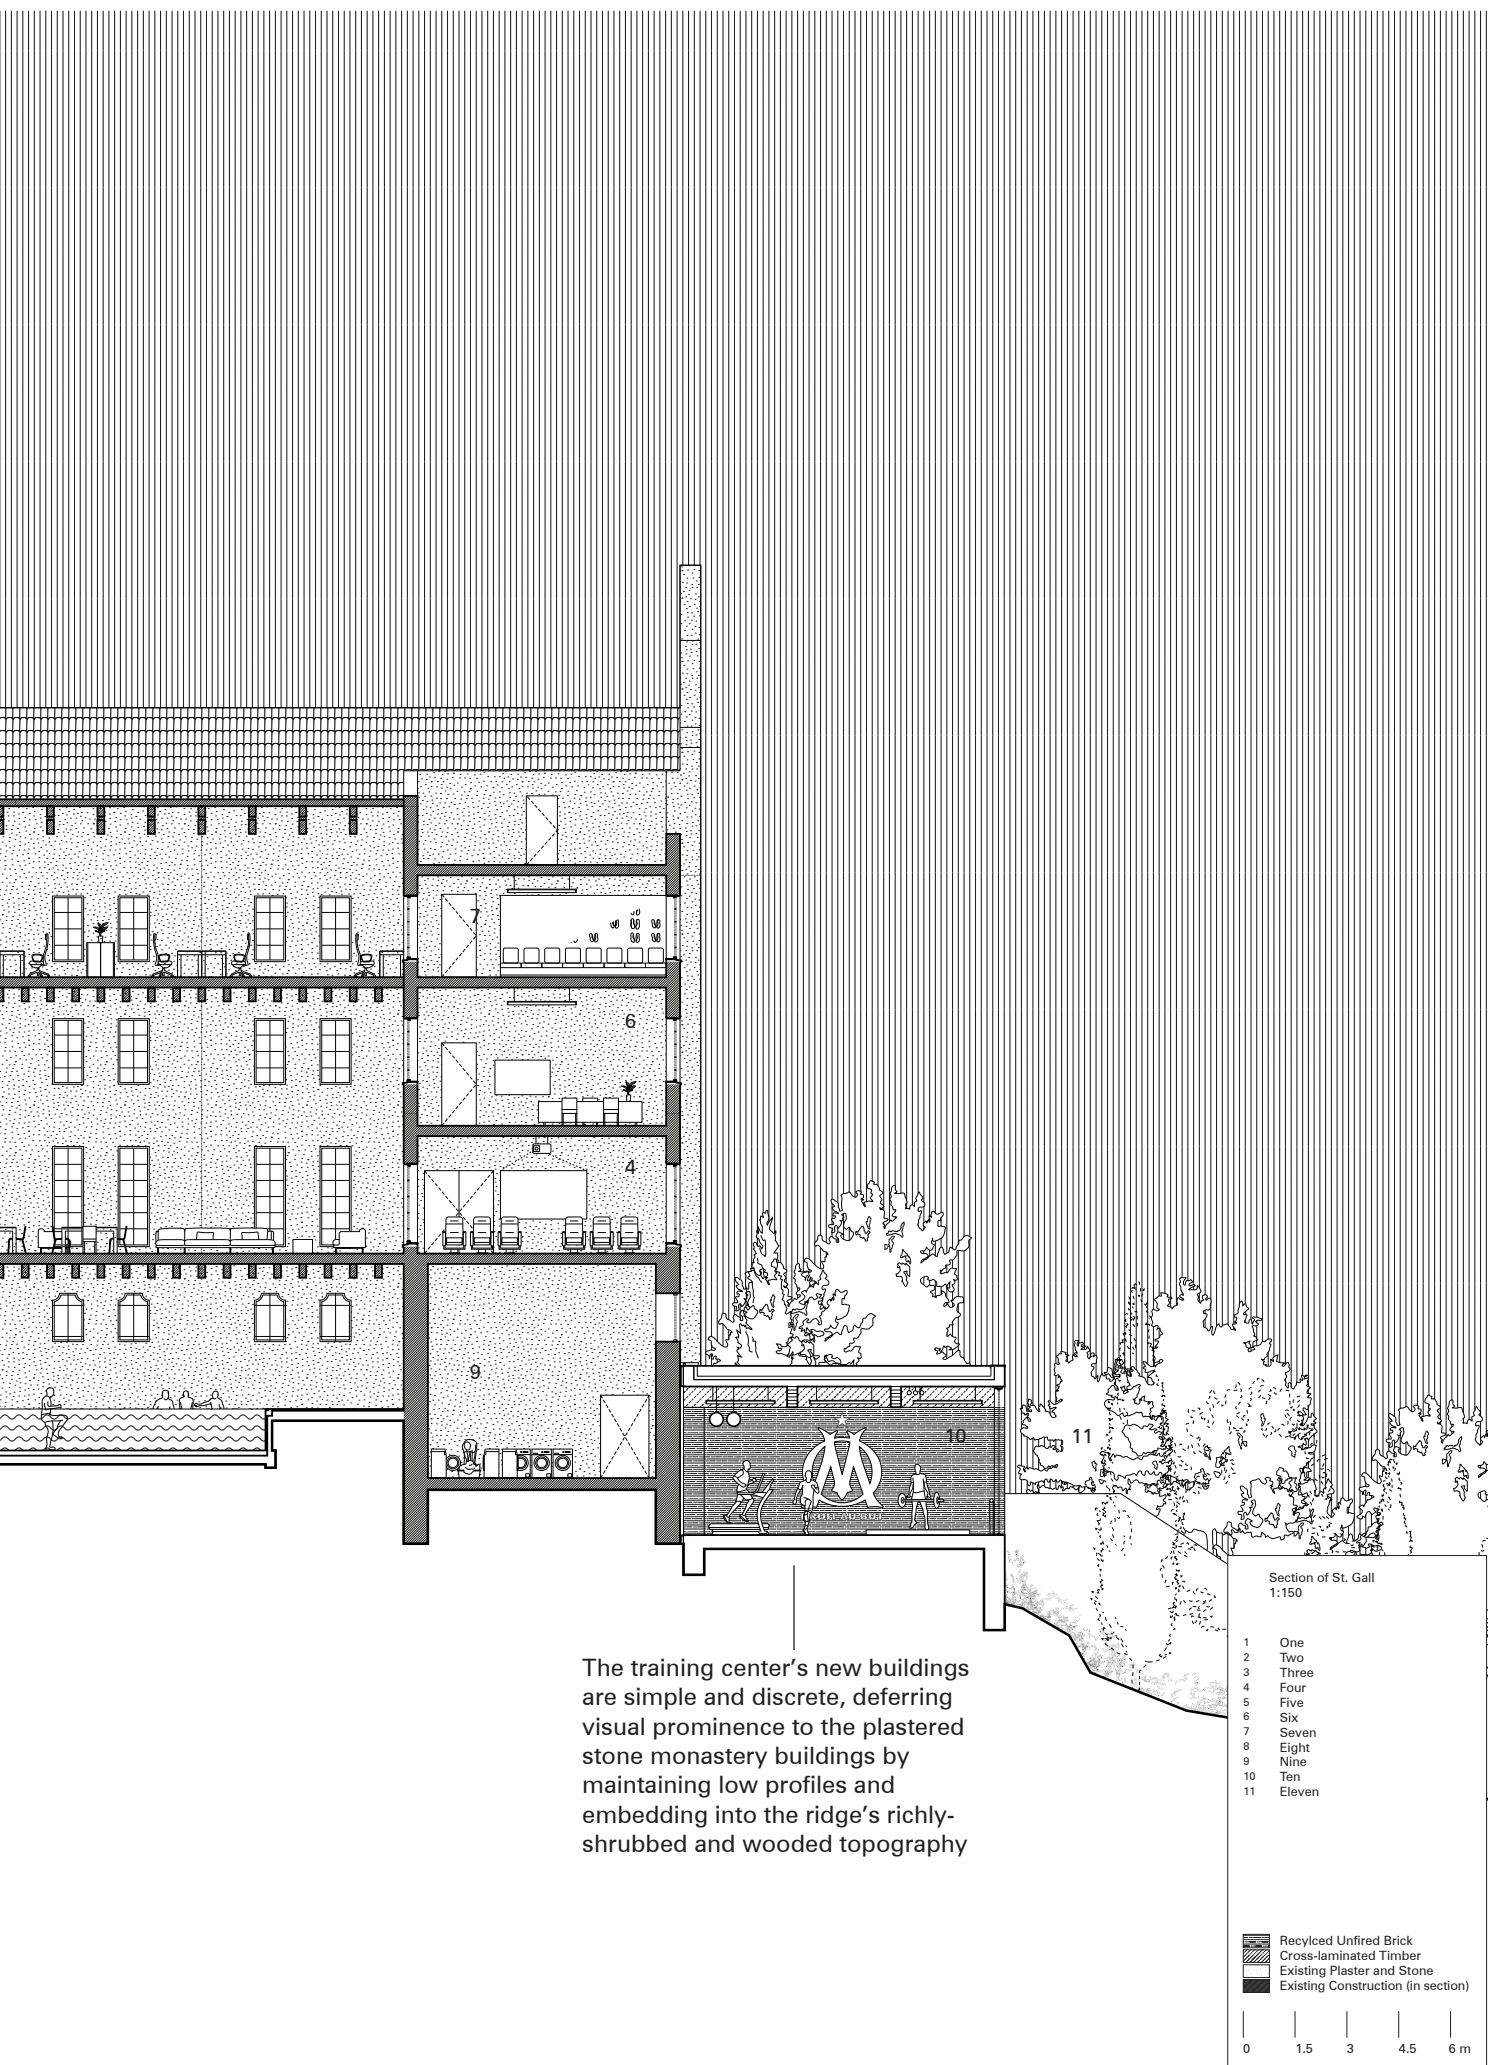 7
6
4
9
10
11
The training center’s new buildings
are simple and discrete, deferring
visual prominence to the plastered
stone monastery buildings by
maintaining low profiles and
embedding into the ridge’s richly-
shrubbed and wooded topography
Section of St. Gall
1:150
1 One
2 Two
3 Three
4 Four
5 Five
6 Six
7 Seven
8 Eight
9 Nine
10 Ten
11 Eleven
Recylced Unfired Brick
Cross-laminated Timber
Existing Plaster and Stone
Existing Construction (in section)
0 1.5 3 4.5 6 m